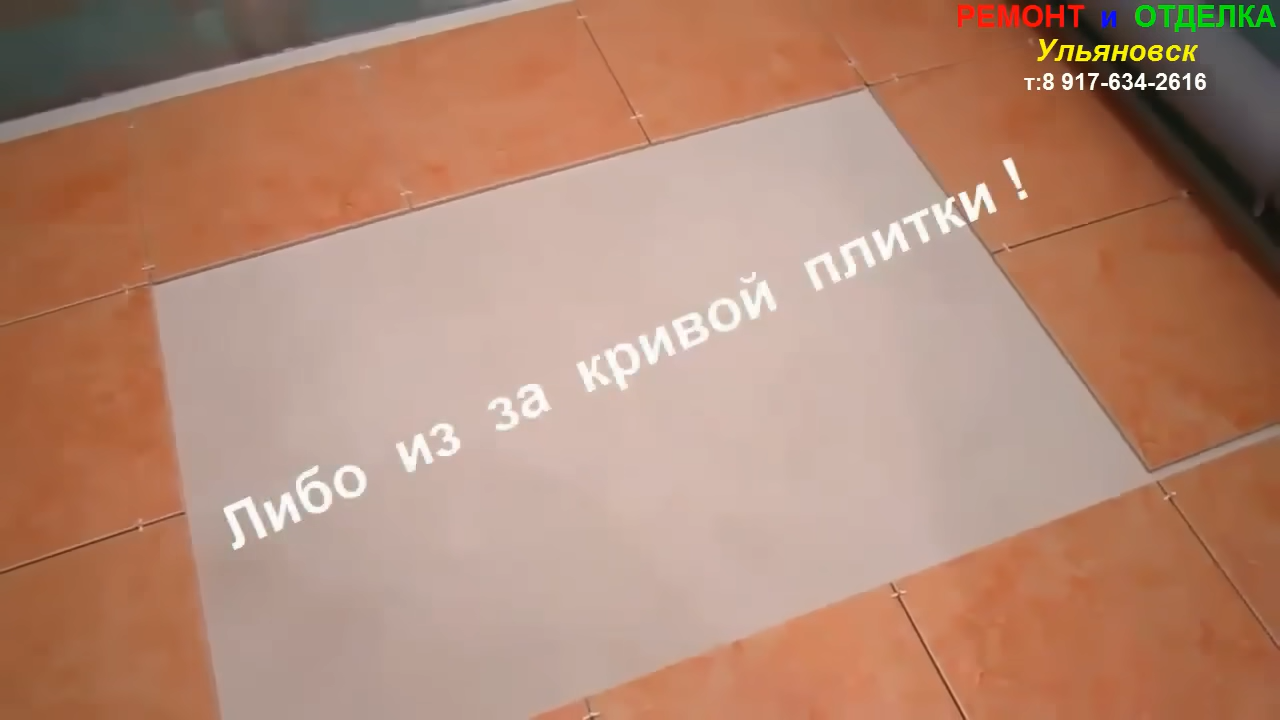 РЕМОНТ и ОТДЕЛКА
Ульяновск
т:8 917-634-2616
Либо из за кривой плитки !